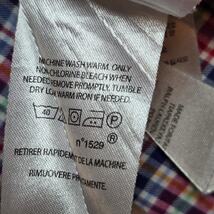 MACHINE WASH WARM. ONLY
NON CHLORINE BLEACH WHEN
NEEDED REMOVE PROMPTLY. TUMBLE
DRY LOW WARM IRON IF NEEDED.
40
P
n°1529
RETIRER RAPIDEMENT DE LA MACHINE.
RIMUOVERE PRONTAMENTE.